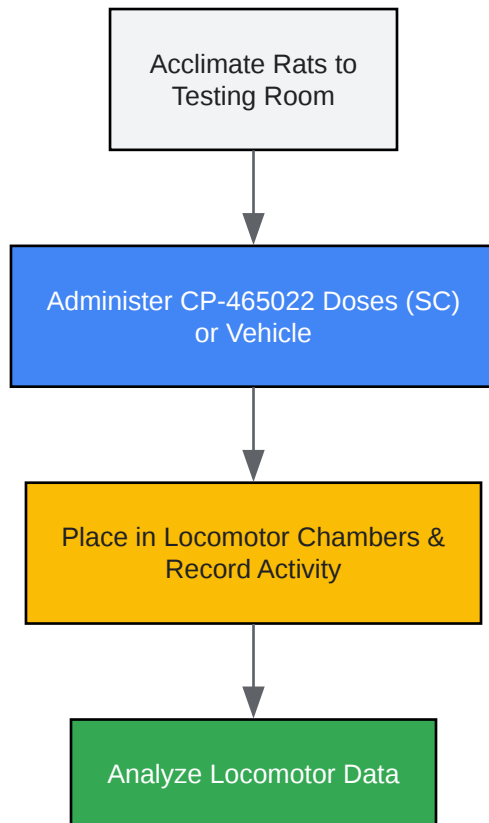 Acclimate Rats to
Testing Room
Administer CP-465022 Doses (SC)
or Vehicle
Place in Locomotor Chambers &
Record Activity
Analyze Locomotor Data